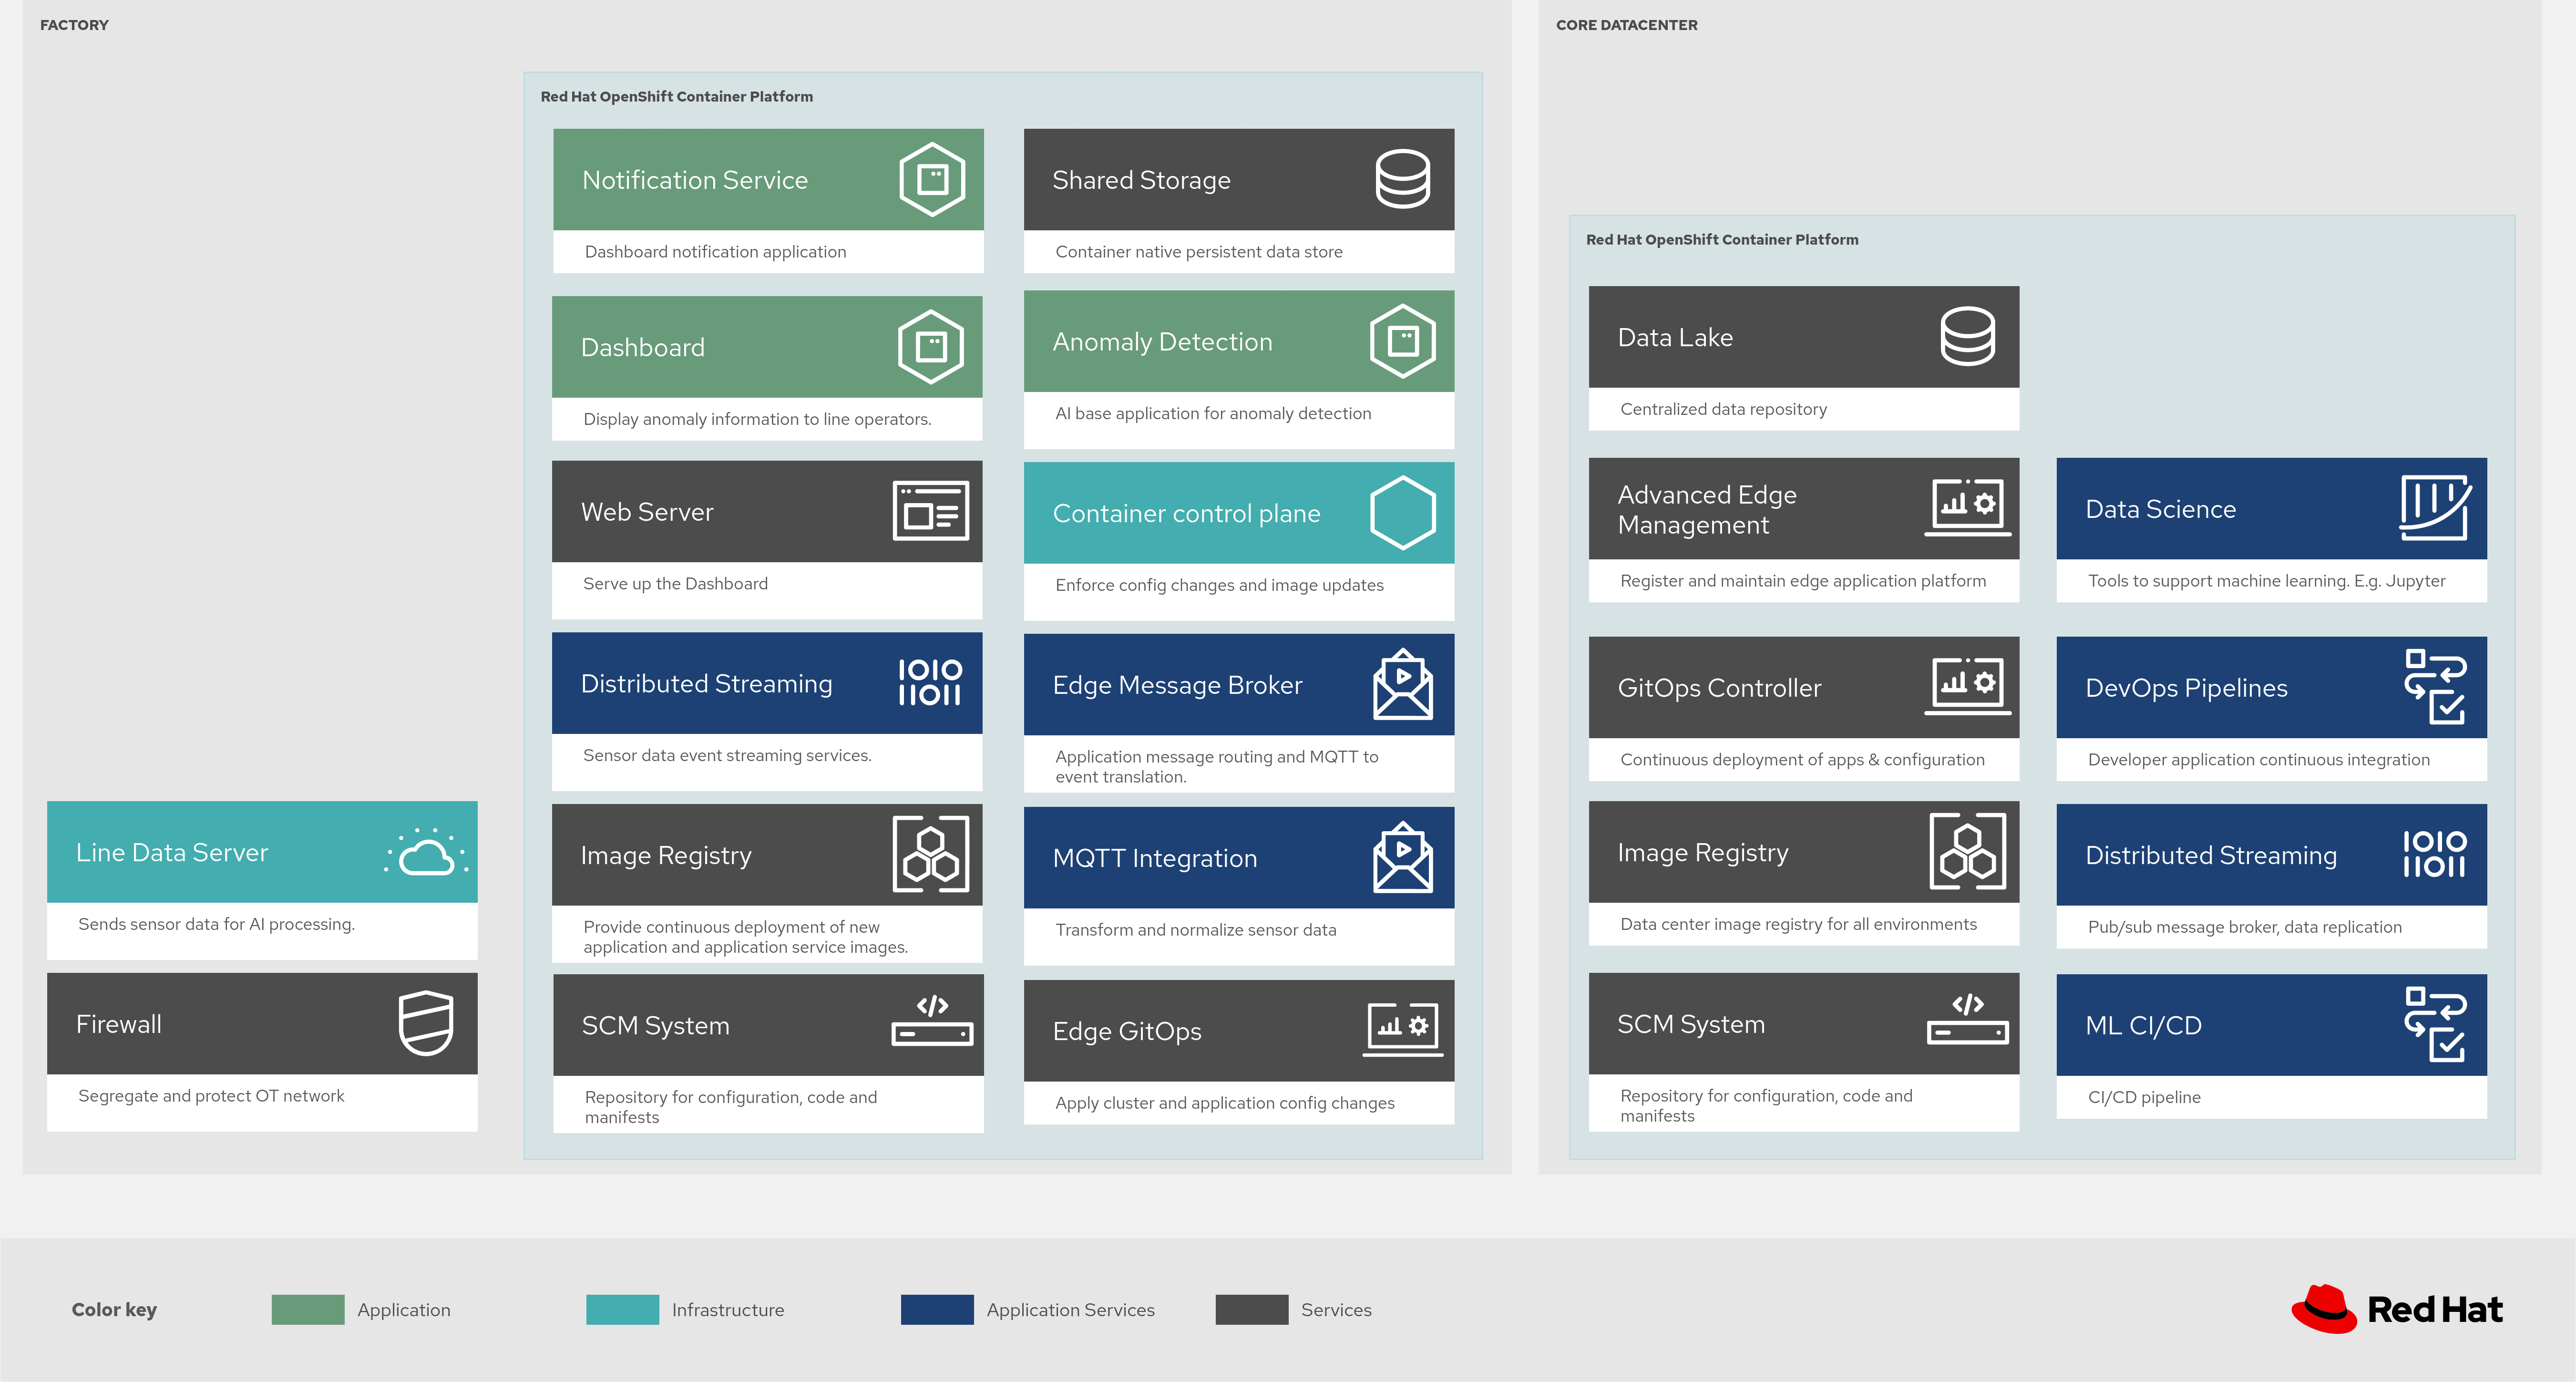 FACTORY
Red Hat OpenShift Container Platform
Notification Service
Dashboard notification application
Dashboard
Display anomaly information to line operators.
Web Server
Serve up the Dashboard
Distributed Streaming
Sensor data event streaming services.
Image Registry
Provide continuous deployment of new
application and application service images.
SCM System
Repository for configuration, code and
manifests
Shared Storage
Container native persistent data store
Anomaly Detection
AI base application for anomaly detection
Container control plane
Enforce config changes and image updates
Edge Message Broker
Application message routing and MQTT to
event translation.
MQTT Integration
Transform and normalize sensor data
Edge GitOps
Apply cluster and application config changes
Line Data Server
Sends sensor data for AI processing.
Firewall
Segregate and protect OT network
CORE DATACENTER
Red Hat OpenShift Container Platform
Data Lake
Centralized data repository
Advanced Edge
Management
Register and maintain edge application platform
GitOps Controller
Continuous deployment of apps & configuration
Image Registry
Data center image registry for all environments
SCM System
Repository for configuration, code and
manifests
Data Science
Tools to support machine learning. E.g. Jupyter
DevOps Pipelines
Developer application continuous integration
Distributed Streaming
Pub/sub message broker, data replication
ML CI/CD
CI/CD pipeline
Color key
Application
Infrastructure
Application Services
Services
Red Hat